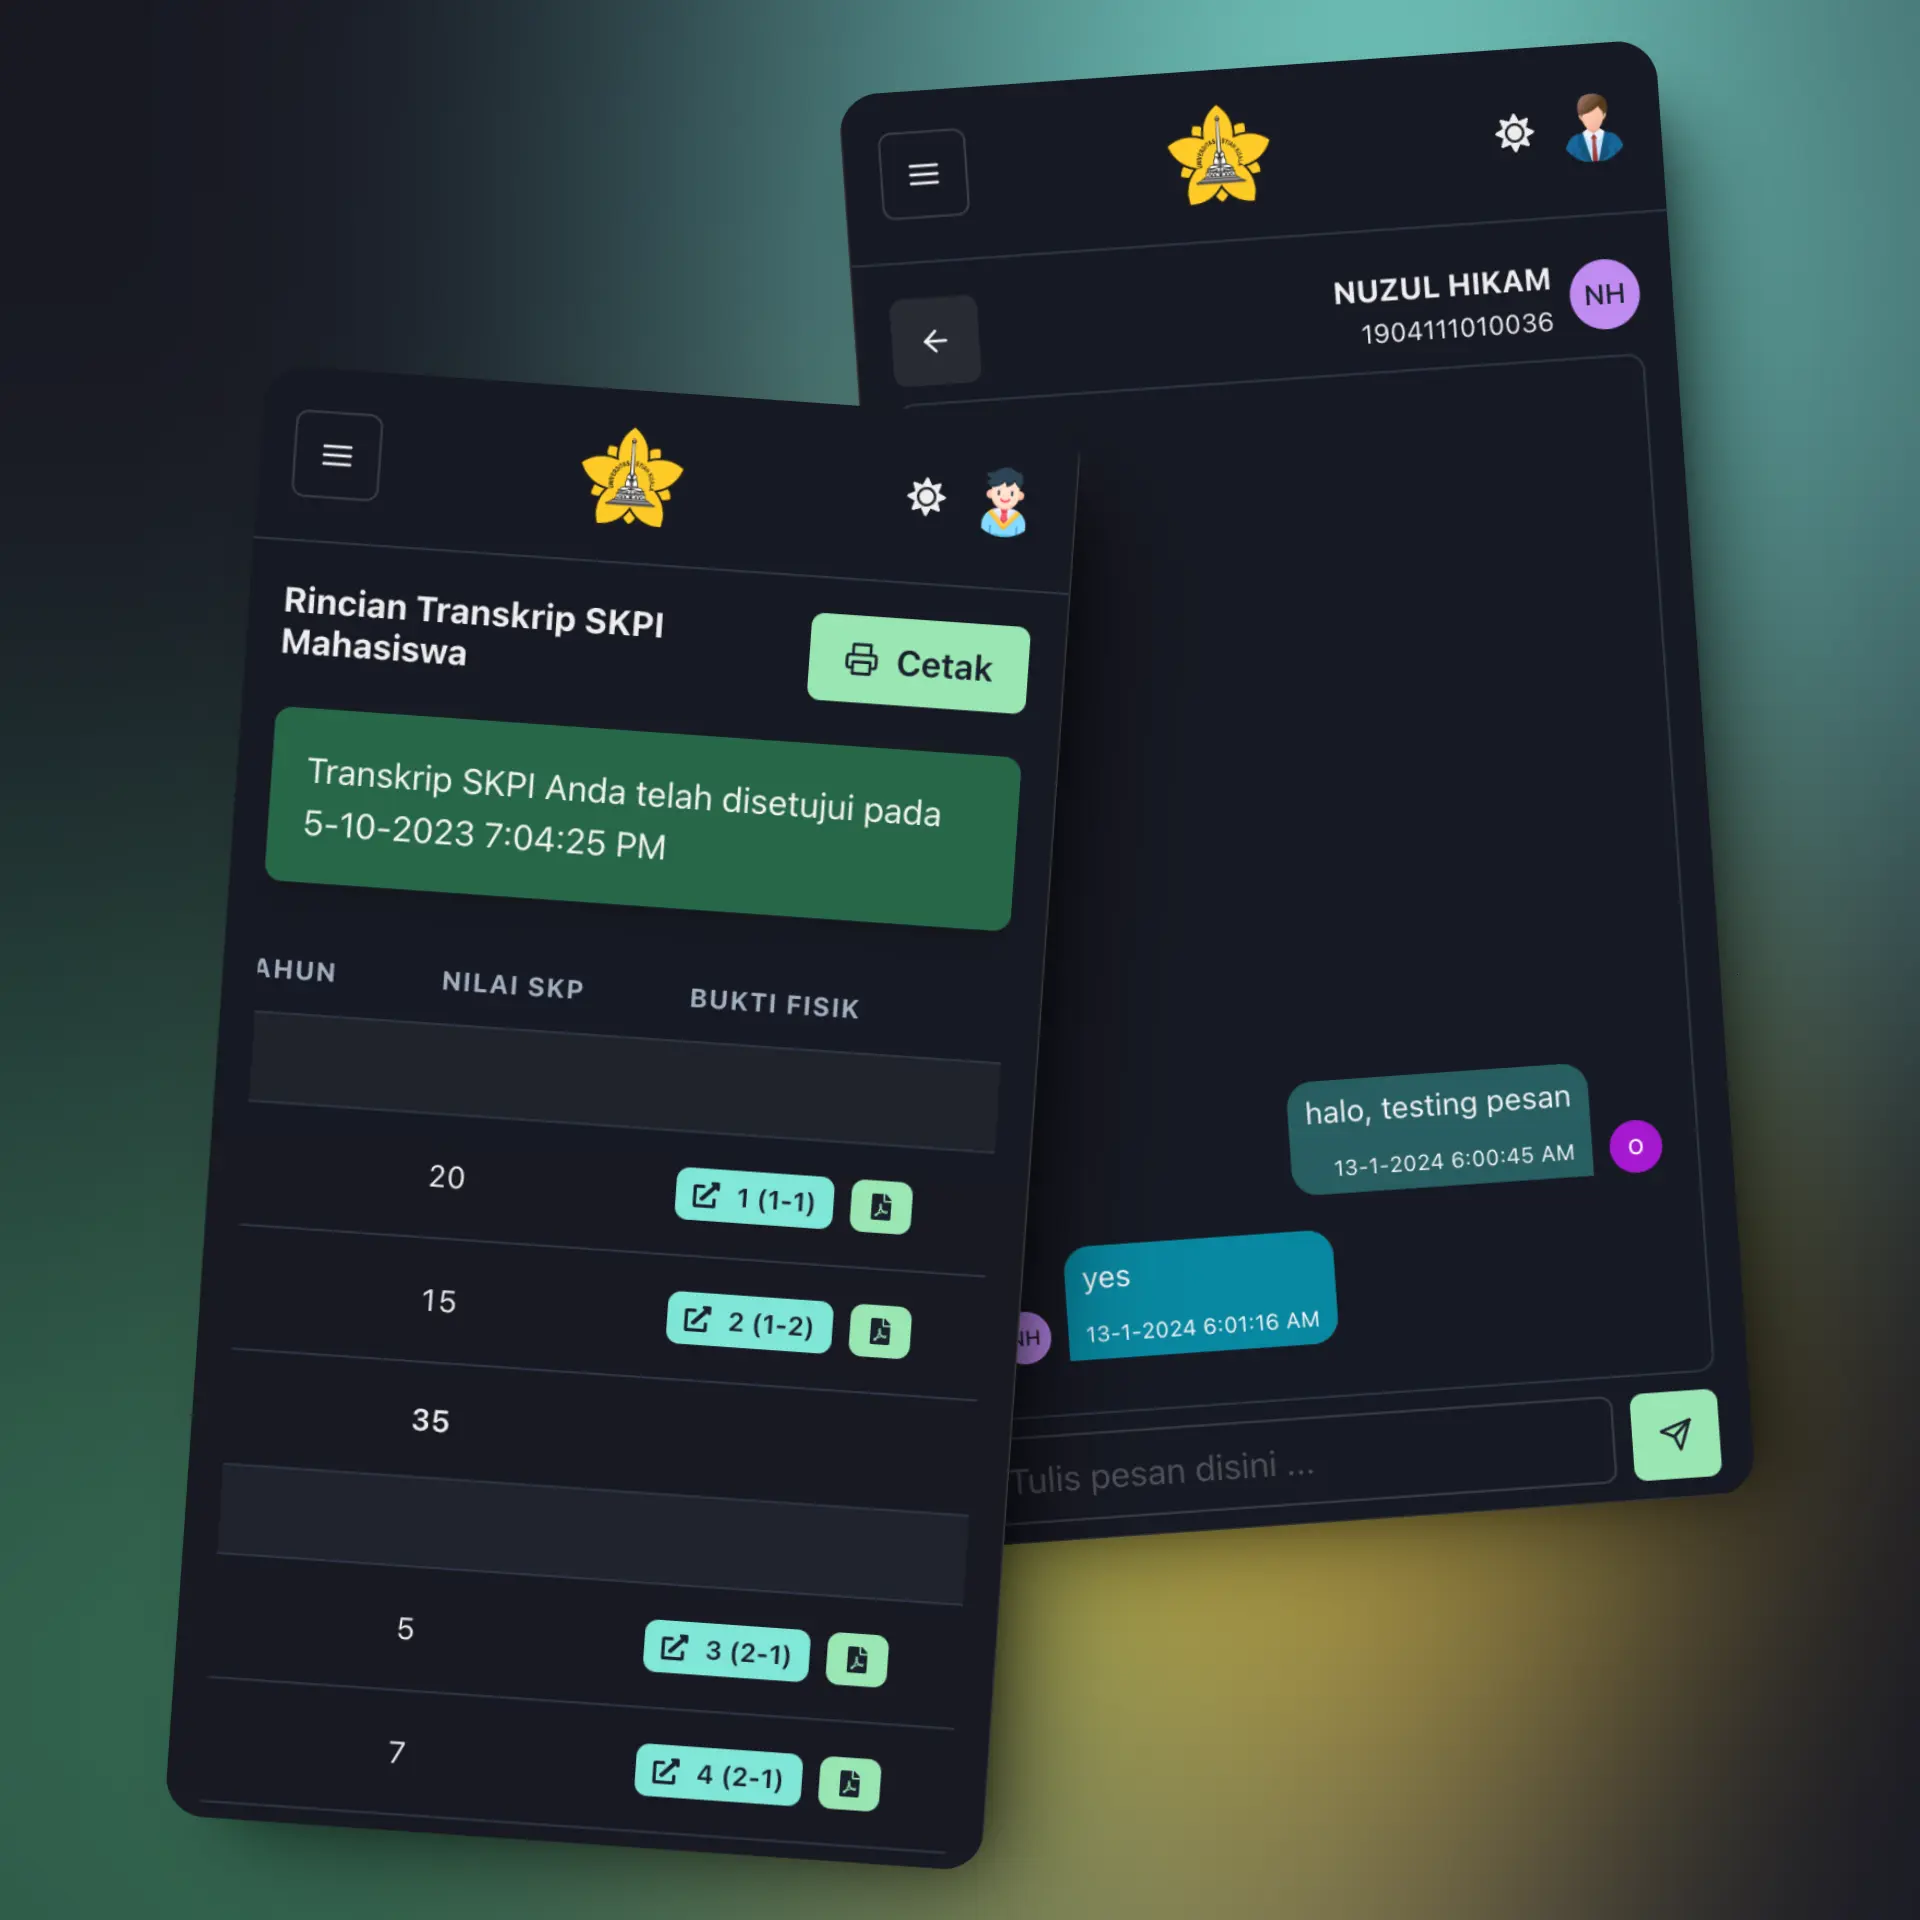 NUZUL HIKAM
1904111010036
NH
halo, testing pesan
13-1-2024 6:00:45 AM
O
yes
13-1-2024 6:01:16 AM
NH
Tulis pesan disini ...
Rincian Transkrip SKPI
Mahasiswa
Cetak
Transkrip SKPI Anda telah disetujui pada
5-10-2023 7:04:25 PM
AHUN NILAI SKP BUKTI FISIK
20 1 (1-1)
15 2 (1-2)
35
5 3 (2-1)
7 4 (2-1)